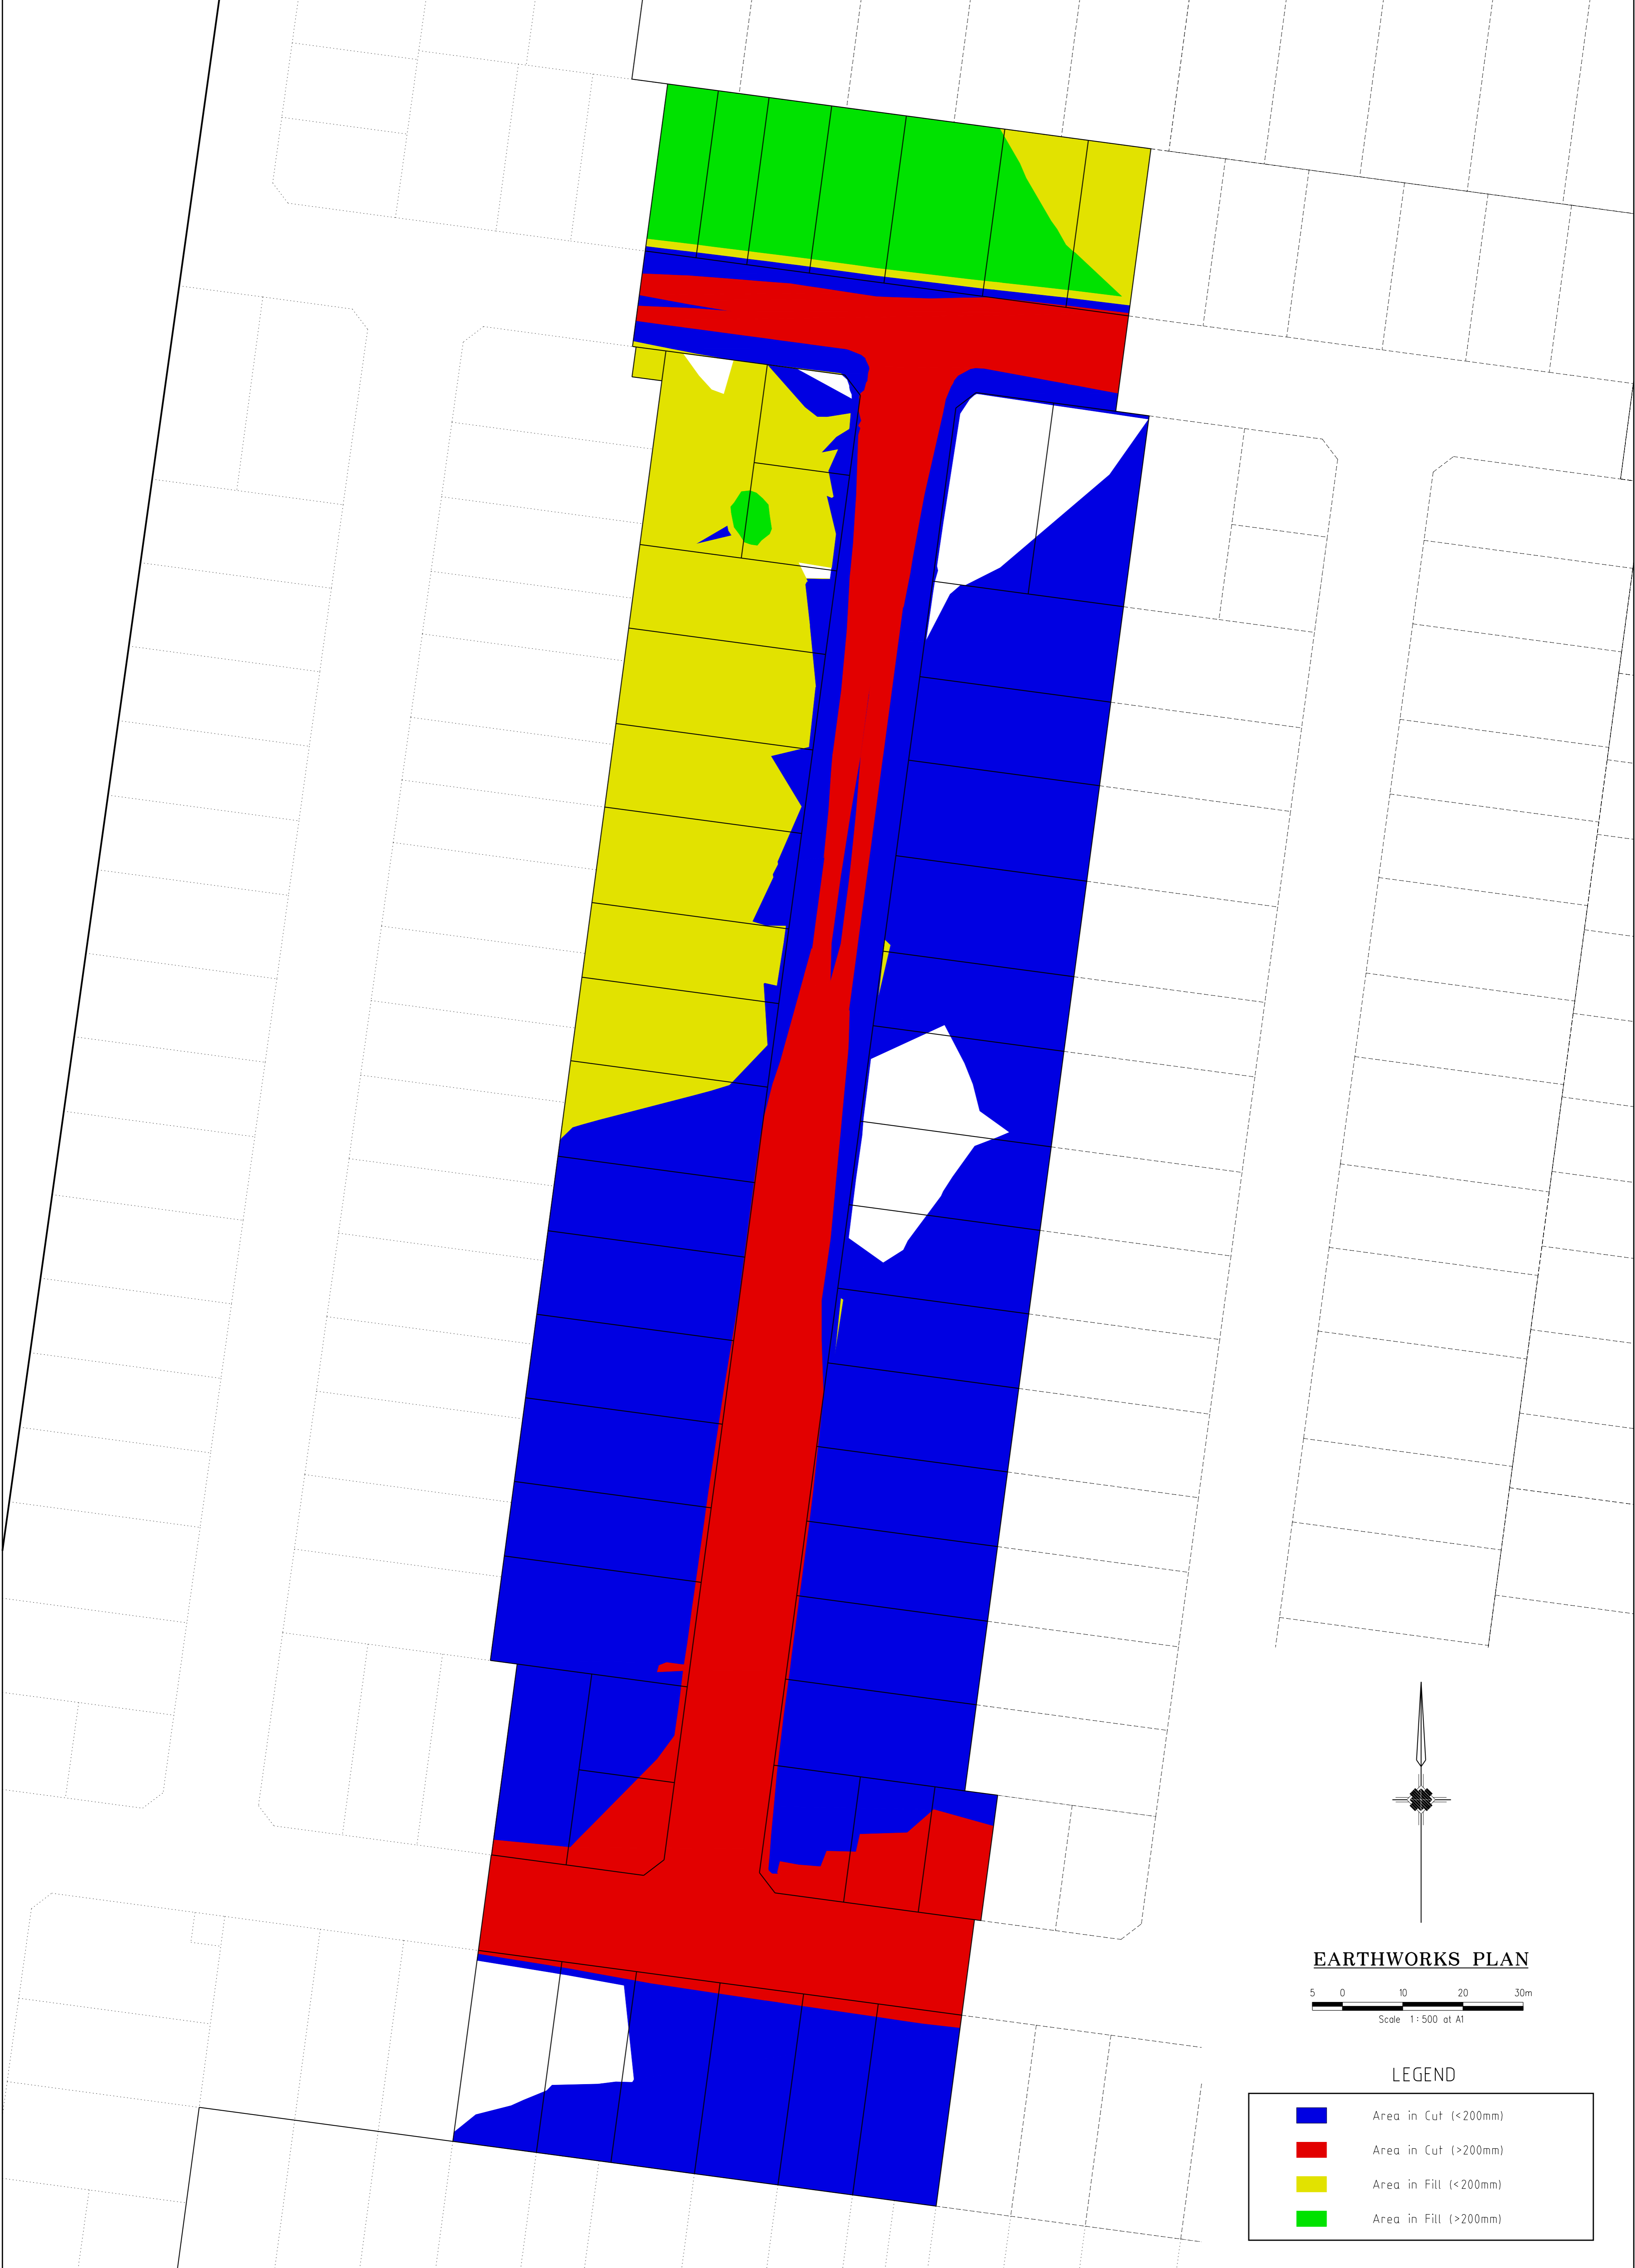 EARTHWORKS PLAN
5 0 10 20 30m
Scale 1:500 at A1
LEGEND
Area in Cut (<200mm)
Area in Cut (>200mm)
Area in Fill (<200mm)
Area in Fill (>200mm)